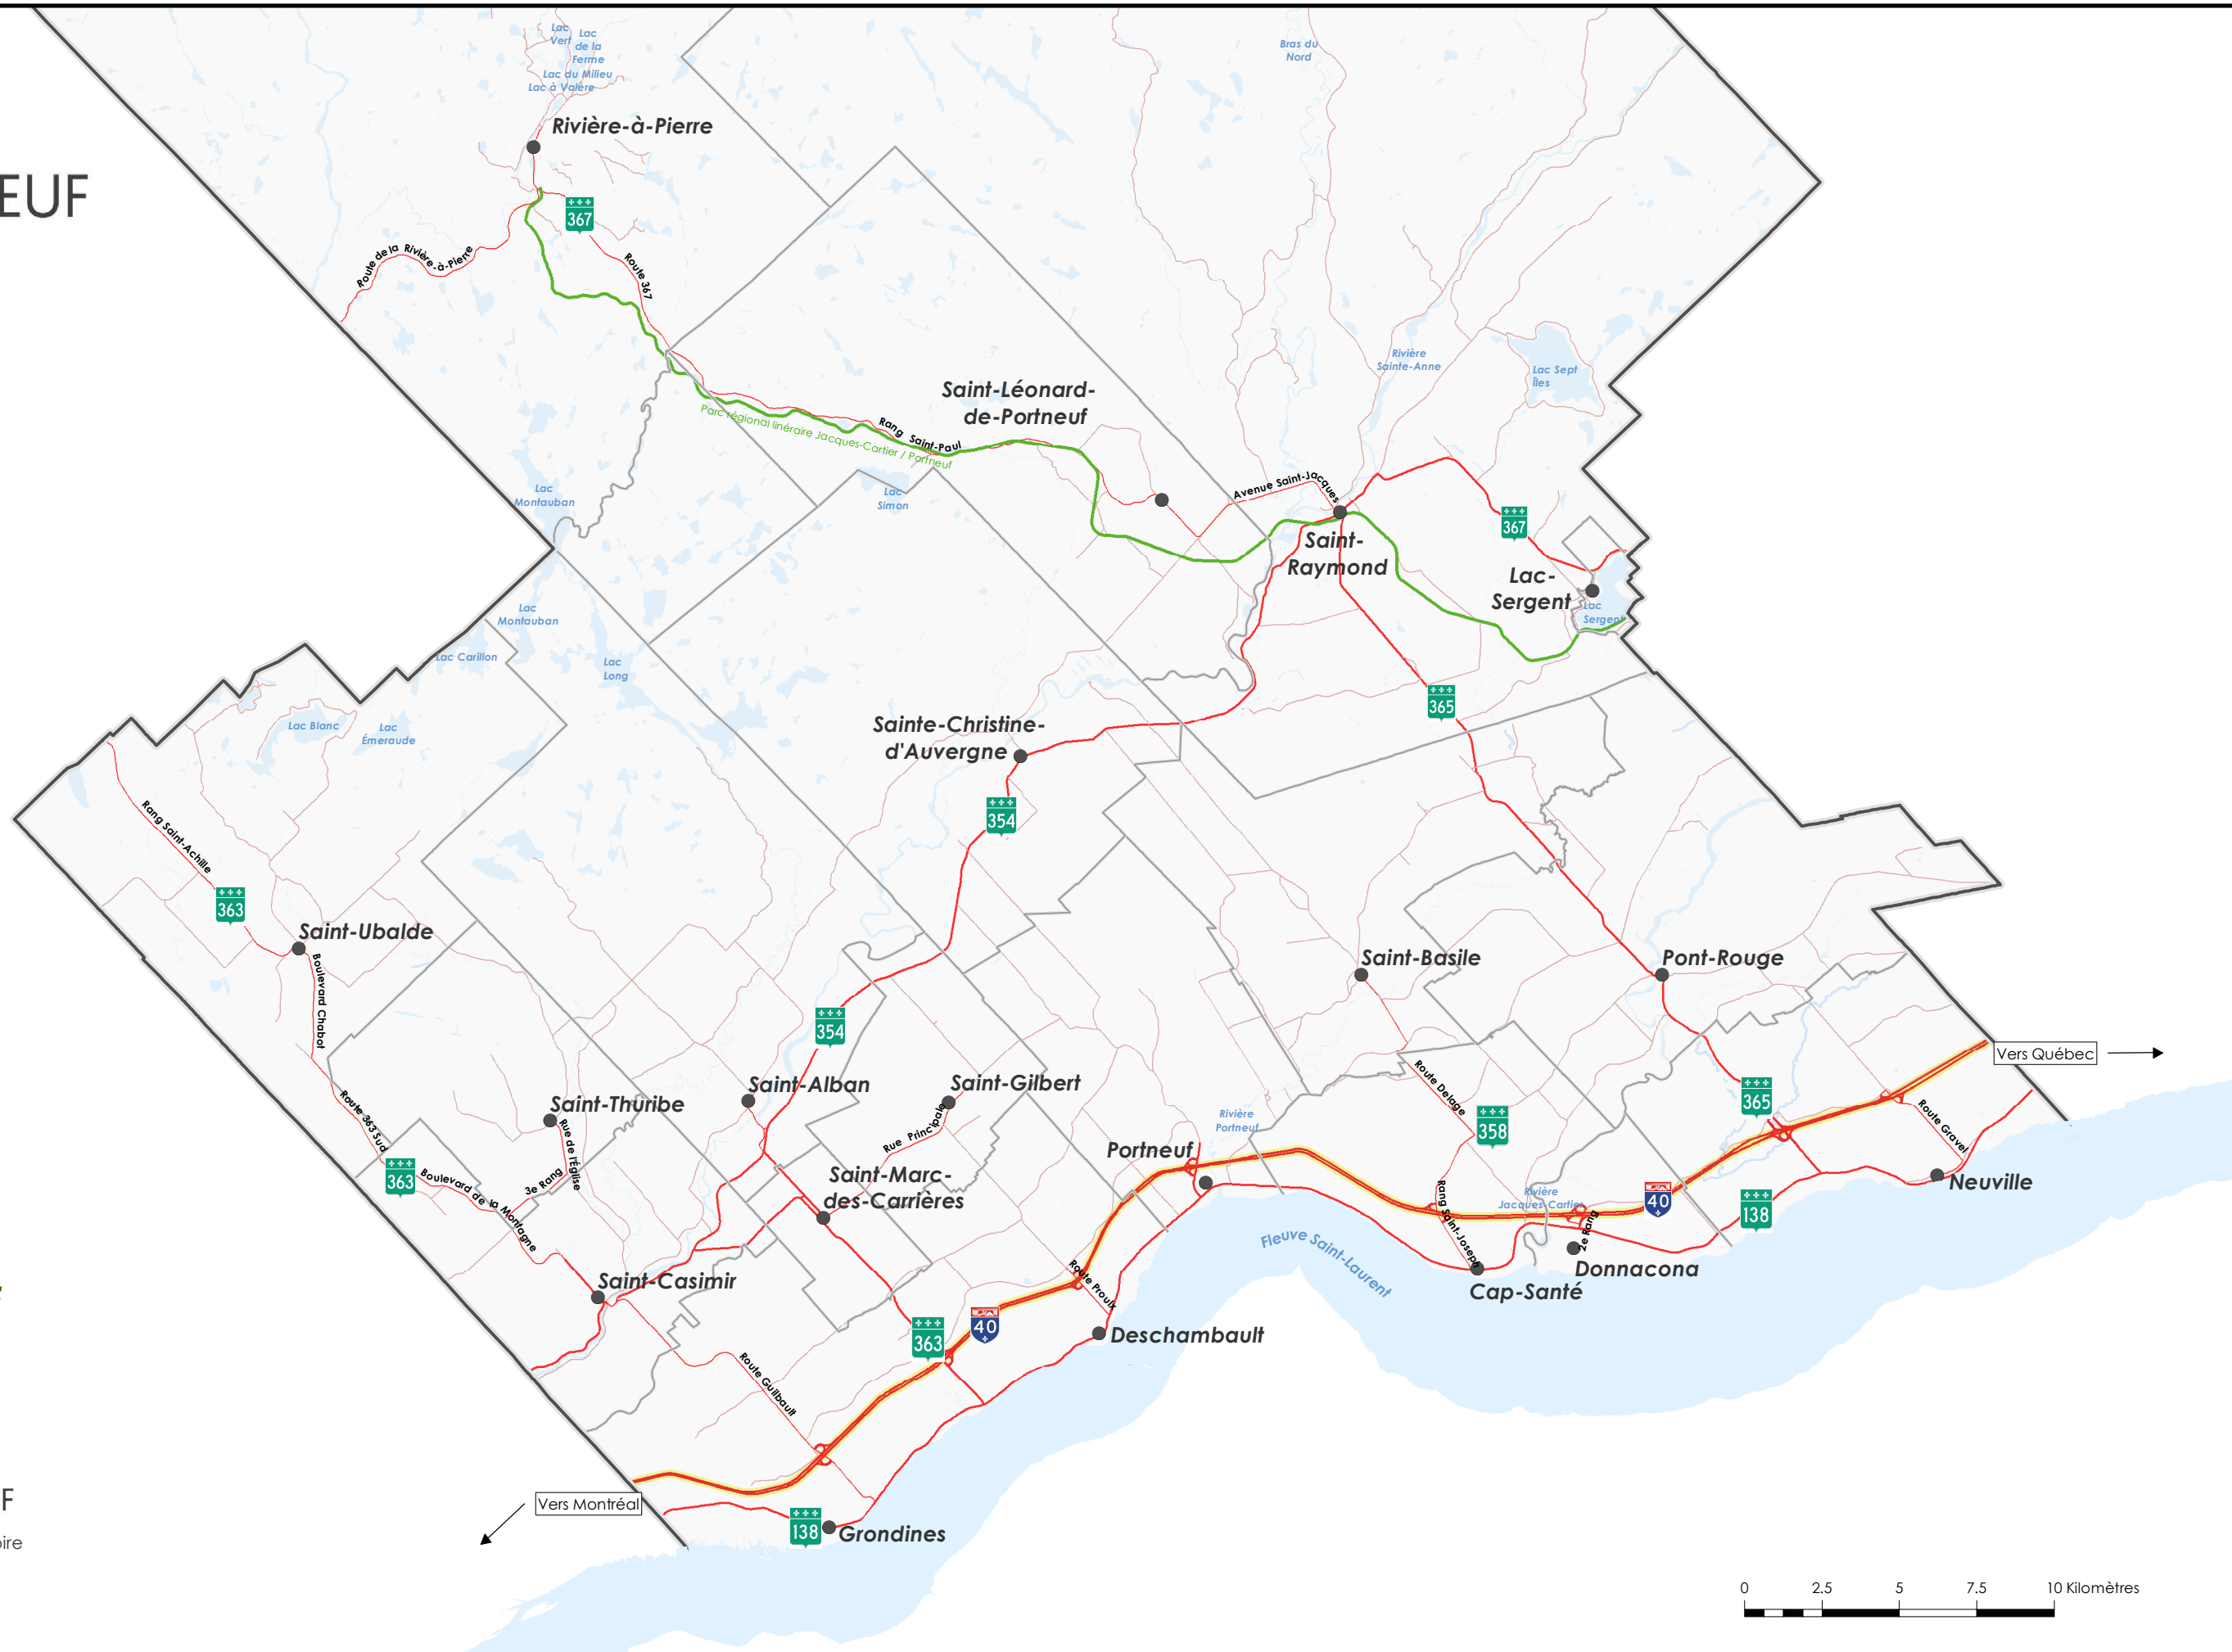 Lac
Vert
Lac
de la
Ferme
Lac du Milieu
Lac à Valère
Bras du
Nord
Rivière-à-Pierre
EUF
367
Route de la Rivière-à-Pierre
Route 367
Rivière
Sainte-Anne
Lac Sept
Îles
Saint-Léonard-
de-Portneuf
Parc régional linéraire Jacques-Cartier / Portneuf
Rang Saint-Paul
Lac
Montauban
Lac
Simon
Avenue Saint-Jacques
367
Saint-
Raymond
Lac-
Sergent
Lac
Sergent
Lac
Montauban
Lac Carillon
Lac
Long
365
Lac Blanc
Lac
Émeraude
Sainte-Christine-
d'Auvergne
354
Rang Saint-Achille
363
Saint-Ubalde
Boulevard Chabot
Saint-Basile
Pont-Rouge
354
Vers Québec
Saint-Alban
Saint-Gilbert
Saint-Thuribe
Route 363 Sud
Rue de l'Église
Rue Principale
Route Delage
358
365
Route Gravel
Rivière
Portneuf
Portneuf
363
Boulevard de la Montagne
3e Rang
Saint-Marc-
des-Carrières
Rang Saint-Joseph
Rivière
Jacques-Cartier
2e Rang
40
138
Neuville
Fleuve Saint-Laurent
Donnacona
Cap-Santé
Saint-Casimir
Route Proulx
363
40
Deschambault
Route Guilbault
F
Vers Montréal
138
Grondines
oire
0
2.5
5
7.5
10 Kilomètres